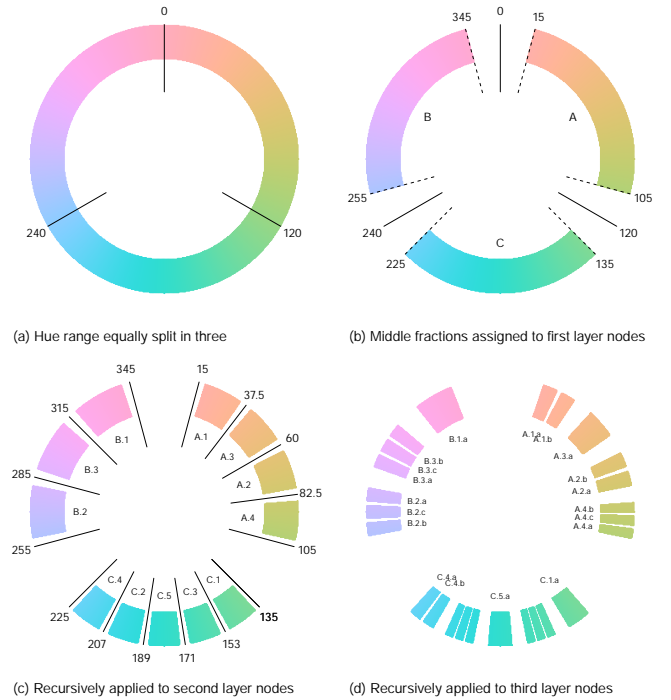 0
240
120
(a) Hue range equally split in three
345
0
15
B
A
255
105
240
120
C
225
135
(b) Middle fractions assigned to first layer nodes
345
15
315
37.5
B.1
A.1
60
B.3
A.3
285
A.2
82.5
B.2
A.4
255
105
C.4
C.1
C.2
C.5
C.3
225
135
207
153
189
171
(c) Recursively applied to second layer nodes
B.1.a
A.1.a
A.1.b
A.3.a
B.3.b
B.3.c
B.3.a
A.2.b
A.2.a
B.2.a
B.2.c
B.2.b
A.4.b
A.4.c
A.4.a
C.4.a
C.4.b
C.5.a
C.1.a
(d) Recursively applied to third layer nodes